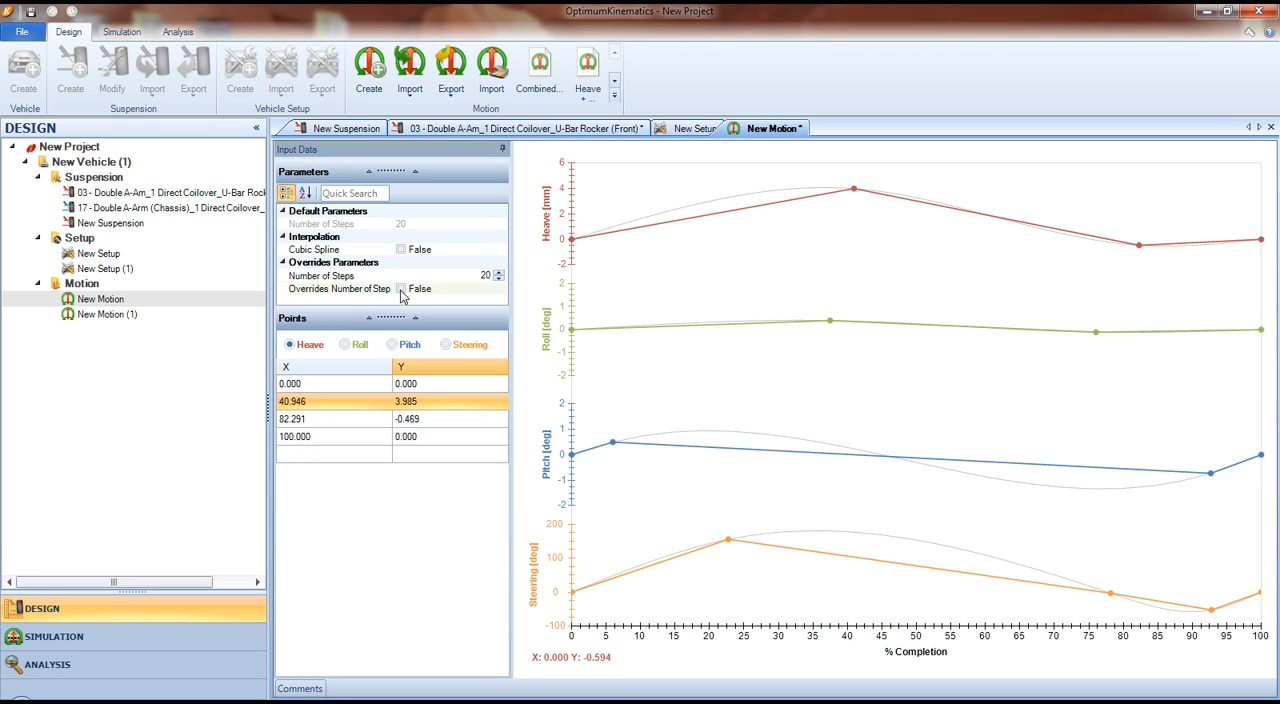 OptimumKinematics - New Project
File Design Simulation Analysis
Create Create Modify Import Export Create Import Export Create Import Export Import Combined... Heave + ...
Vehicle Suspension Vehicle Setup Motion
DESIGN «
New Suspension 03 - Double A-Am_1 Direct Coilover_U-Bar Rocker (Front)* New Setup New Motion*
New Project
New Vehicle (1)
Suspension
03 - Double A-Am_1 Direct Coilover_U-Bar Rock
17 - Double A-Arm (Chassis)_1 Direct Coilover_
New Suspension
Setup
New Setup
New Setup (1)
Motion
New Motion
New Motion (1)
DESIGN
SIMULATION
ANALYSIS
Input Data
Parameters
Quick Search
Default Parameters
Number of Steps 20
Interpolation
Cubic Spline False
Overrides Parameters
Number of Steps 20
Overrides Number of Step False
Points
Heave Roll Pitch Steering
X Y
0.000 0.000
40.946 3.985
82.291 -0.469
100.000 0.000
Comments
Heave [mm]
6
4
2
0
-2
Roll [deg]
2
1
0
-1
-2
Pitch [deg]
2
1
0
-1
-2
Steering [deg]
200
100
0
-100
0 5 10 15 20 25 30 35 40 45 50 55 60 65 70 75 80 85 90 95 100
% Completion
X: 0.000 Y: -0.594